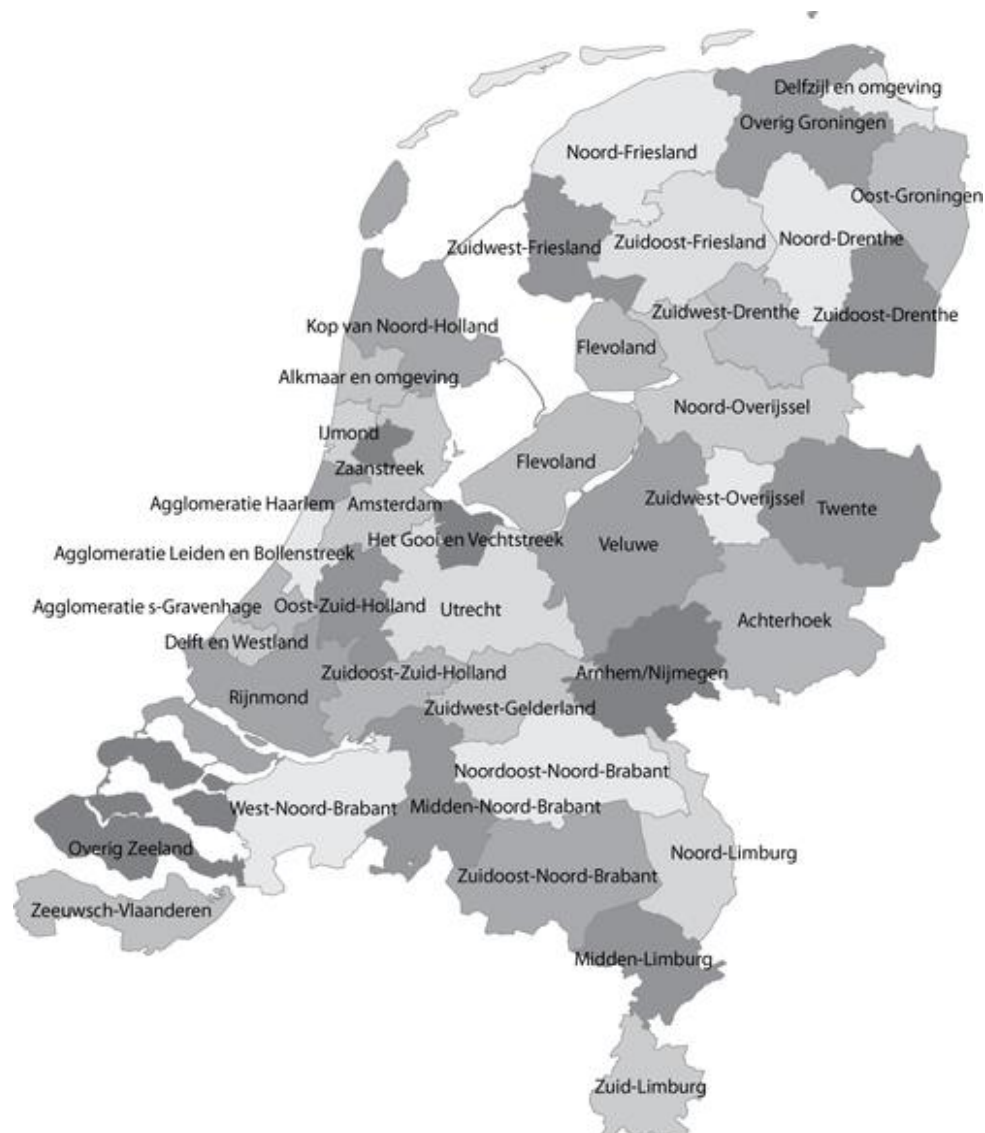 Delfzijl en omgeving
Overig Groningen
Noord-Friesland
Oost-Groningen
Zuidwest-Friesland
Zuidoost-Friesland
Noord-Drenthe
Kop van Noord-Holland
Zuidwest-Drenthe
Zuidoost-Drenthe
Flevoland
Alkmaar en omgeving
Noord-Overijssel
IJmond
Zaanstreek
Flevoland
Agglomeratie Haarlem
Amsterdam
Zuidwest-Overijssel
Twente
Het Gooi en Vechtstreek
Veluwe
Agglomeratie Leiden en Bollenstreek
Agglomeratie s-Gravenhage
Oost-Zuid-Holland
Utrecht
Achterhoek
Delft en Westland
Zuidoost-Zuid-Holland
Arnhem/Nijmegen
Rijnmond
Zuidwest-Gelderland
Noordoost-Noord-Brabant
West-Noord-Brabant
Midden-Noord-Brabant
Overig Zeeland
Noord-Limburg
Zuidoost-Noord-Brabant
Zeeuwsch-Vlaanderen
Midden-Limburg
Zuid-Limburg